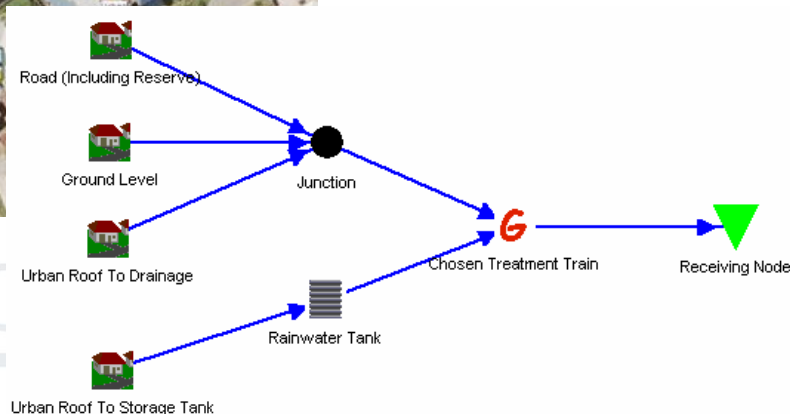 Road (Including Reserve)
Ground Level
Junction
Urban Roof To Drainage
G
Chosen Treatment Train
Receiving Node
Rainwater Tank
Urban Roof To Storage Tank